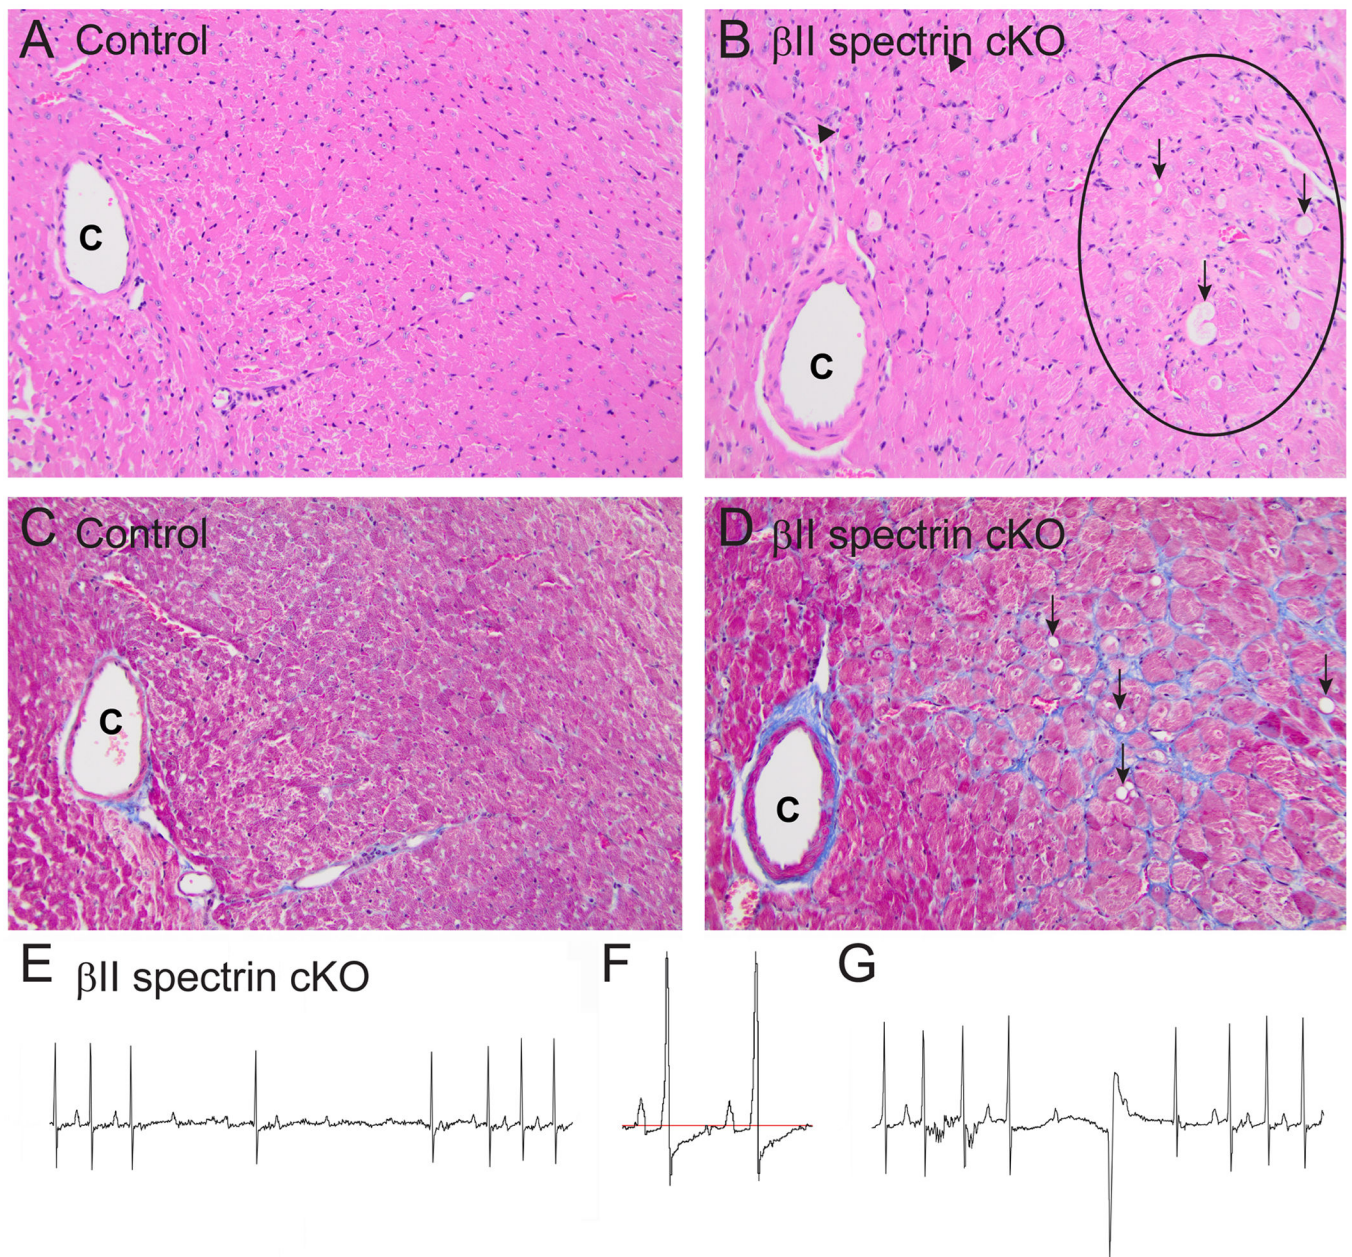 A Control
C
B βII spectrin cKO
C
C Control
C
D βII spectrin cKO
C
E βII spectrin cKO
F
G